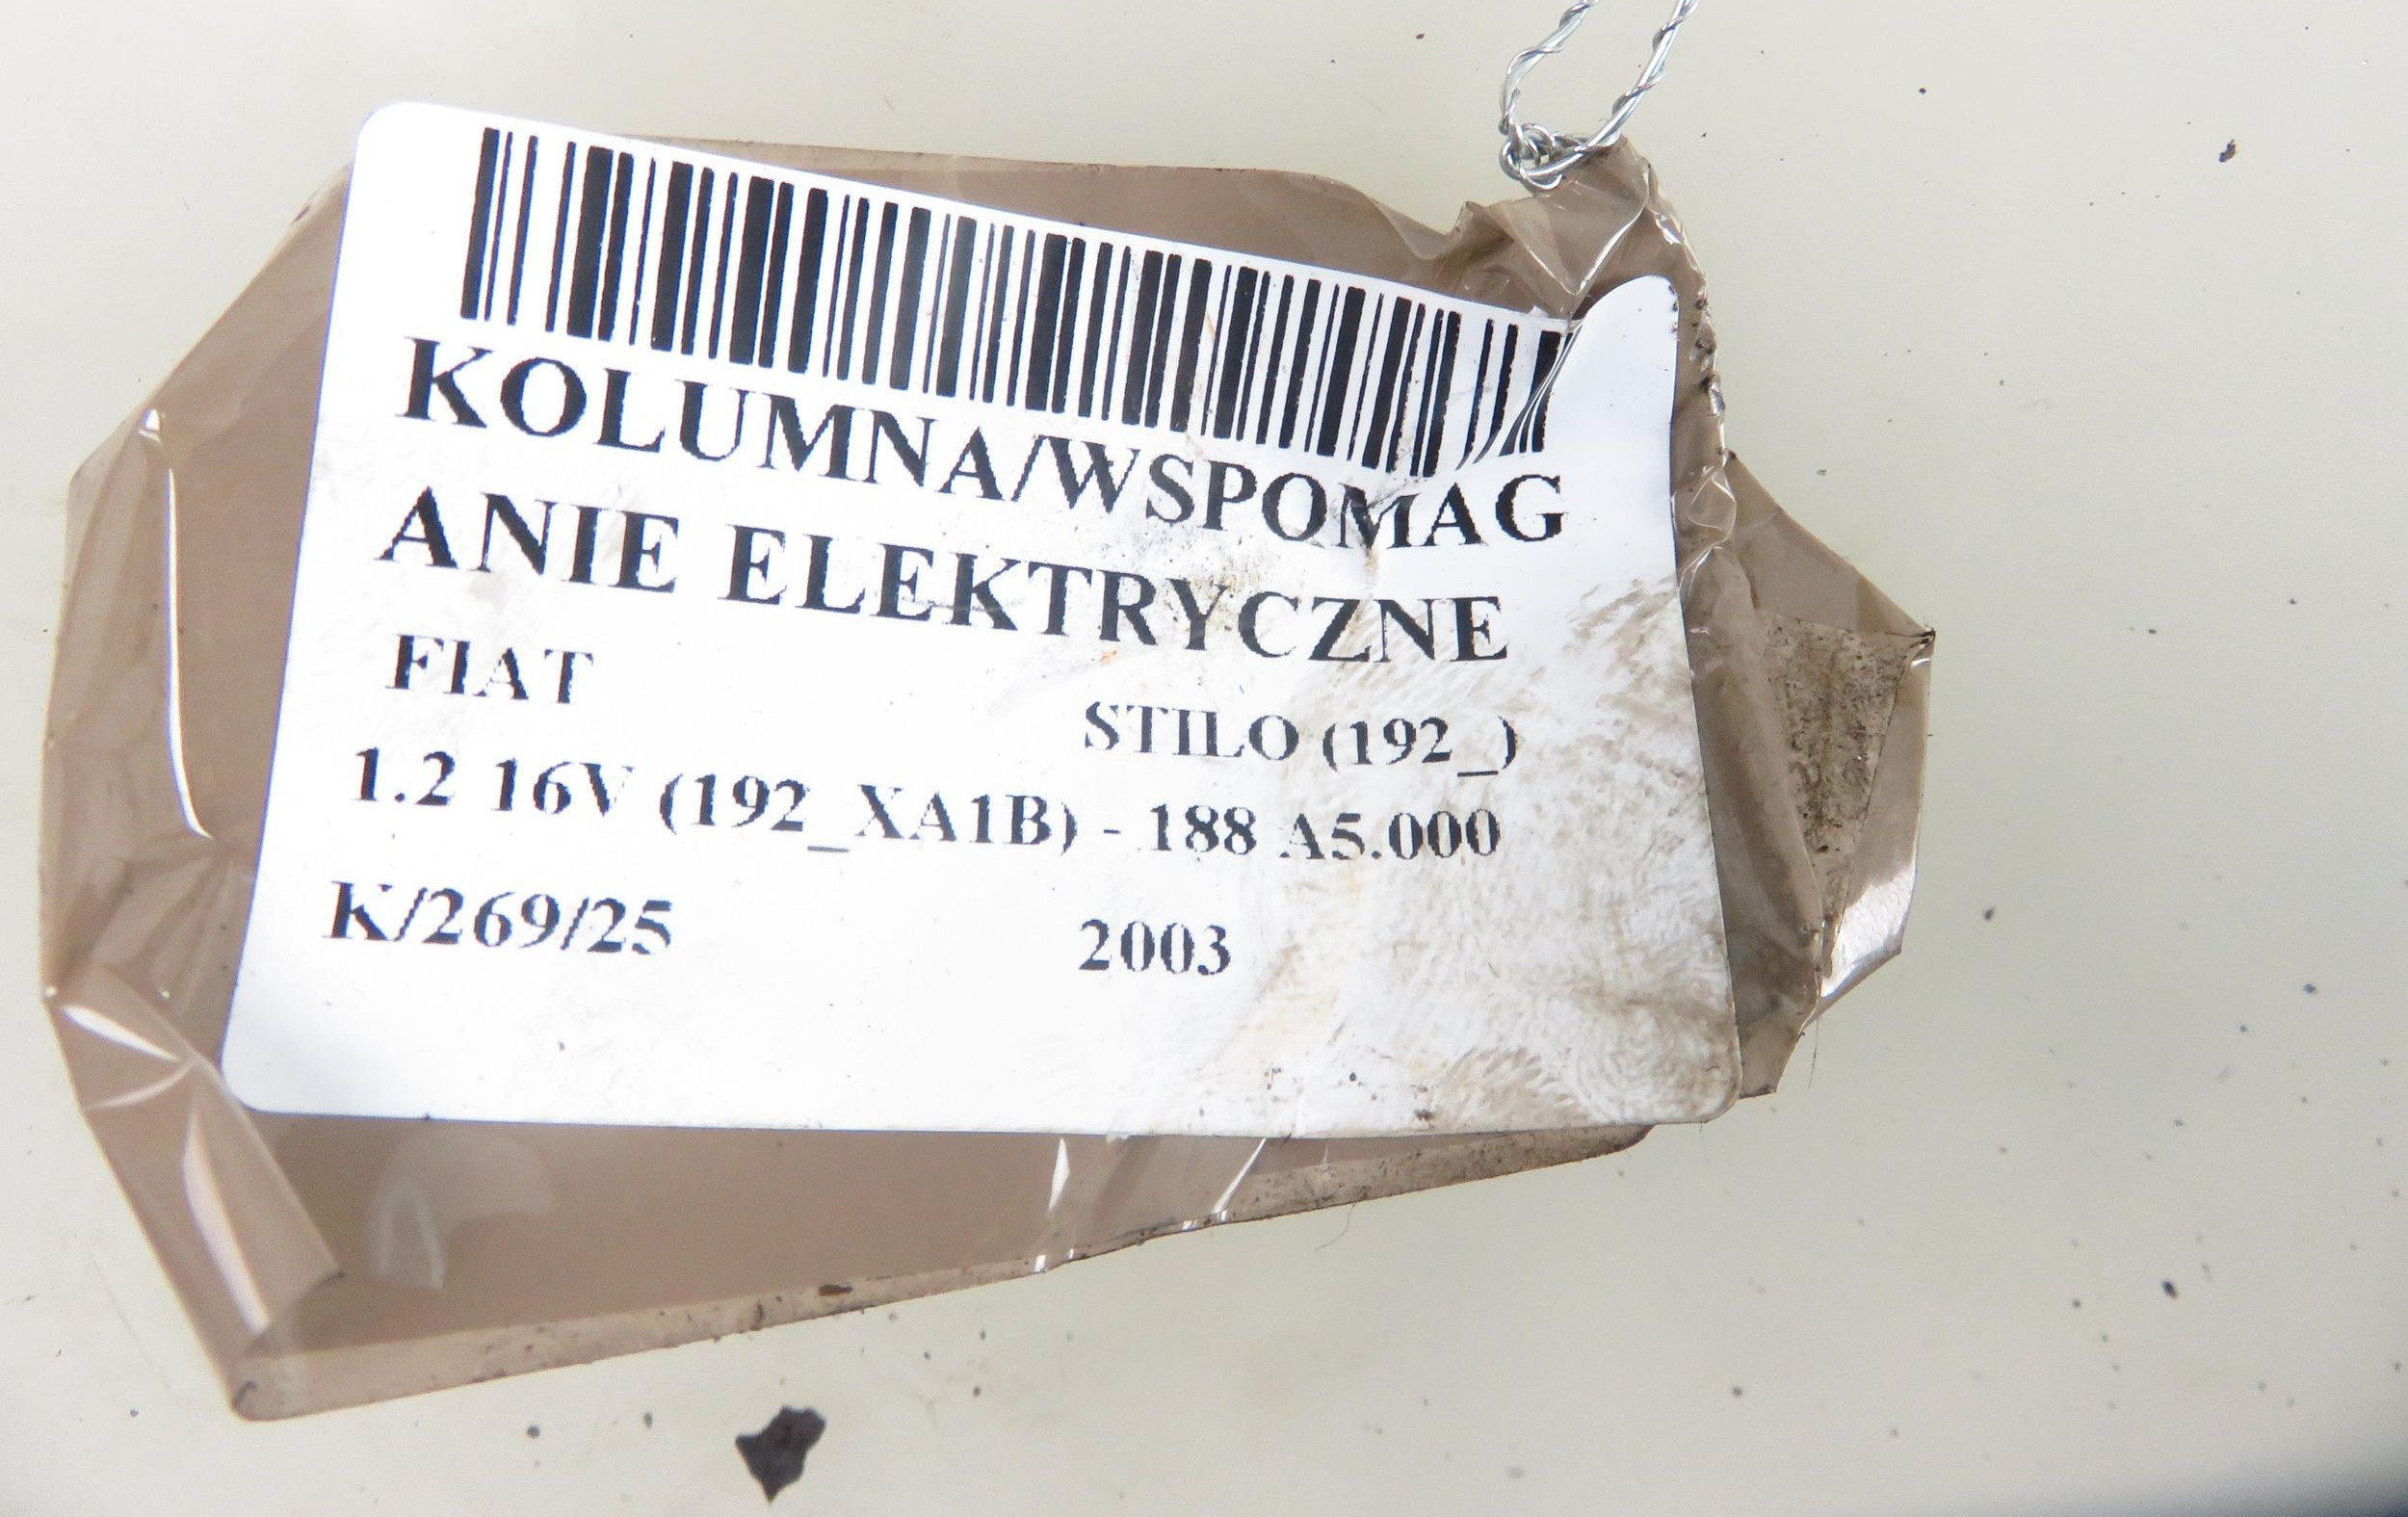 KOLUMNA/WSPOMAG
ANIE ELEKTRYCZNE
FIAT
STILO (192_)
1.2 16V (192_XA1B) - 188 A5.000
K/269/25 2003